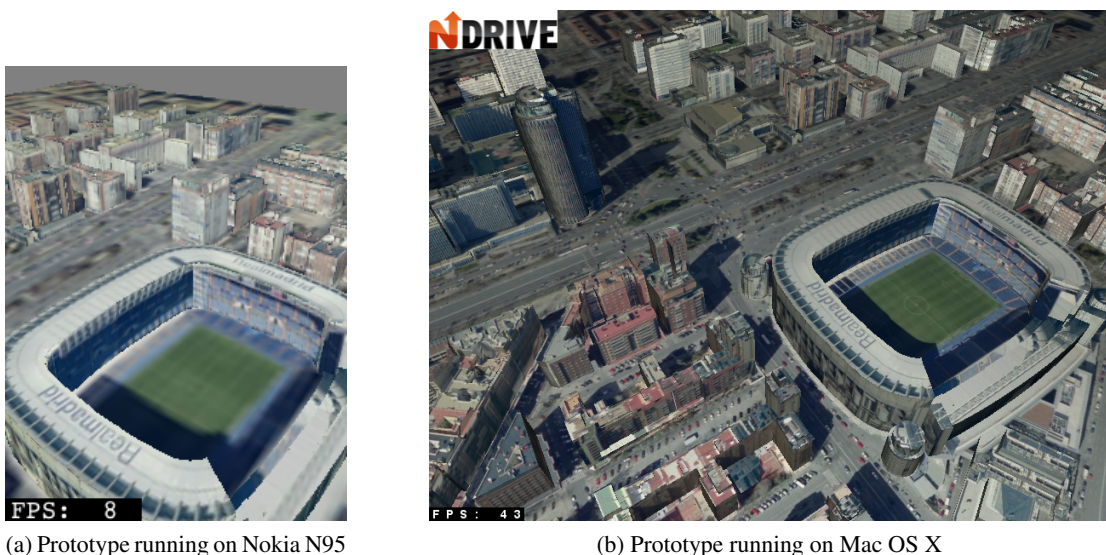 NDRIVE
Realmadrid
Realmadrid
FPS: 8
Realmadrid
Realmadrid
FPS: 43
(a) Prototype running on Nokia N95
(b) Prototype running on Mac OS X